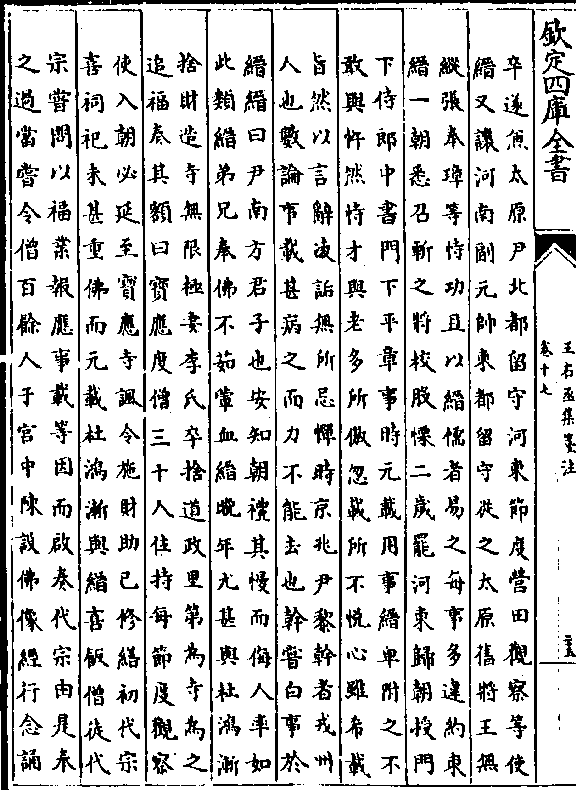 欽定四庫全書
王右丞集箋注
卷十七
卒遂兼太原尹北都留守河東節度營田觀察等使
縉又讓河南副元帥東都留守從之太原舊將王無
縱張奉璋等恃功且以縉儒者易之每事多違約束
縉一朝悉召斬之將校股慄二歲罷河東歸朝授門
下侍郎中書門下平章事時元載用事縉卑附之不
敢與忤然恃才與老多所傲忽載所不悅心雖希載
旨然以言辭凌詬無所忌憚時京兆尹黎幹者戎州
人也數論事載甚病之而力不能去也幹嘗白事於
縉縉曰尹南方君子也安知朝禮其慢而侮人率如
此類縉弟兄奉佛不茹葷血縉晚年尤甚與杜鴻漸
捨財造寺無限極妻李氏卒捨道政里第為寺為之
追福奏其額曰寶應度僧三十人住持每節度觀察
使入朝必延至寶應寺諷令施財助己修繕初代宗
喜祠祀未甚重佛而元載杜鴻漸與縉喜飯僧徒代
宗嘗問以福業報應事載等因而啟奏代宗由是奉
之過當嘗令僧百餘人于宫中陳設佛像經行念誦